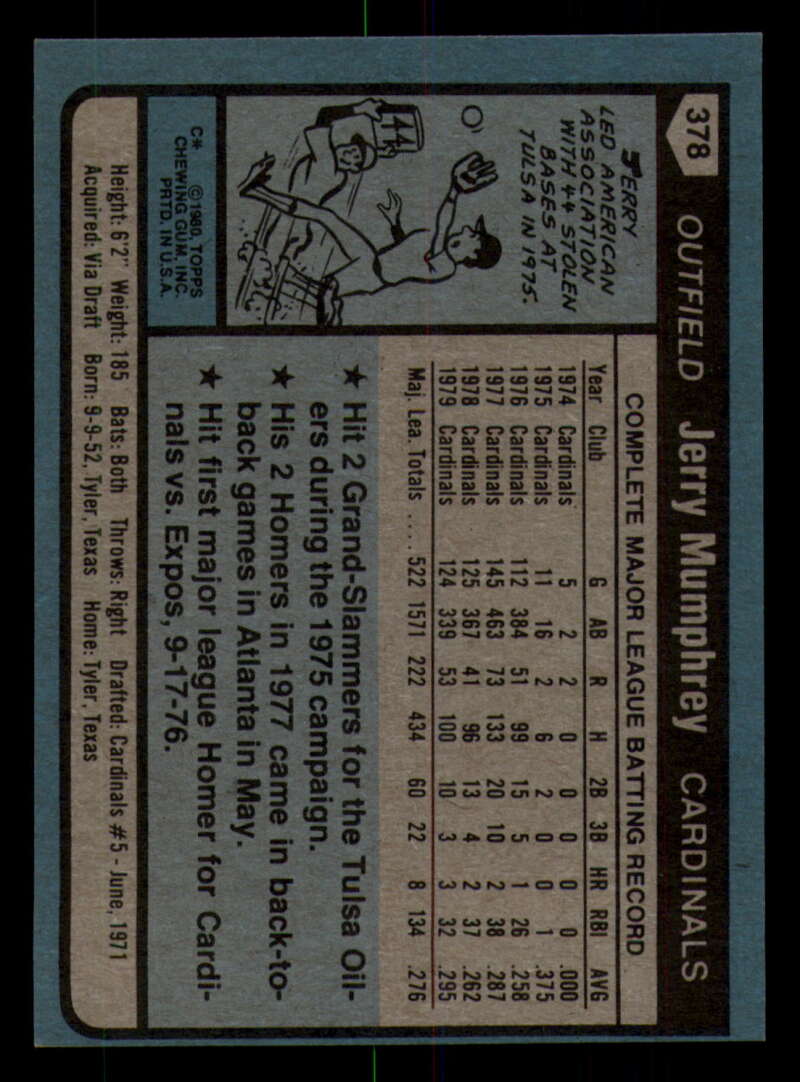 378 OUTFIELD Jerry Mumphrey CARDINALS
JERRY
LED AMERICAN
ASSOCIATION
WITH 44 STOLEN
BASES AT
TULSA IN 1975.
44
C* © 1980, TOPPS
CHEWING GUM, INC.
PRTD. IN U.S.A.
COMPLETE MAJOR LEAGUE BATTING RECORD
Year Club G AB R H 2B 3B HR RBI AVG
1974 Cardinals 5 2 2 0 0 0 0 0 .000
1975 Cardinals 11 16 2 6 2 0 0 1 .375
1976 Cardinals 112 384 51 99 15 5 1 26 .258
1977 Cardinals 145 463 73 133 20 10 2 38 .287
1978 Cardinals 125 367 41 96 13 4 2 37 .262
1979 Cardinals 124 339 53 100 10 3 3 32 .295
Maj. Lea. Totals .... 522 1571 222 434 60 22 8 134 .276
★ Hit 2 Grand-Slammers for the Tulsa Oil-
ers during the 1975 campaign.
★ His 2 Homers in 1977 came in back-to-
back games in Atlanta in May.
★ Hit first major league Homer for Cardi-
nals vs. Expos, 9-17-76.
Height: 6'2" Weight: 185 Bats: Both Throws: Right Drafted: Cardinals #5 - June, 1971
Acquired: Via Draft Born: 9-9-52, Tyler, Texas Home: Tyler, Texas